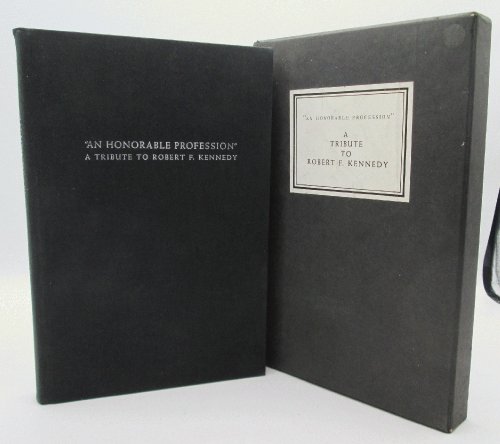 "AN HONORABLE PROFESSION"
A TRIBUTE TO ROBERT F. KENNEDY
"AN HONORABLE PROFESSION"
A
TRIBUTE
TO
ROBERT F. KENNEDY